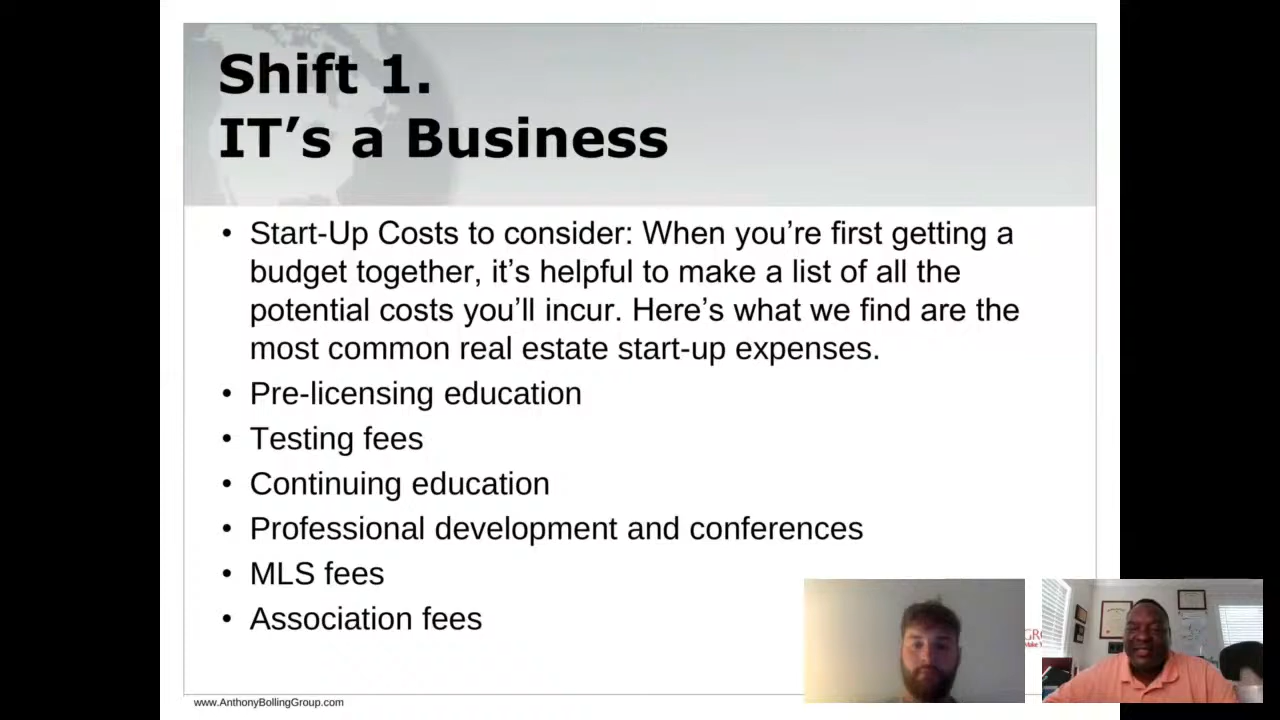 Shift 1.
IT’s a Business
• Start-Up Costs to consider: When you’re first getting a
budget together, it’s helpful to make a list of all the
potential costs you’ll incur. Here’s what we find are the
most common real estate start-up expenses.
• Pre-licensing education
• Testing fees
• Continuing education
• Professional development and conferences
• MLS fees
• Association fees
www.AnthonyBollingGroup.com